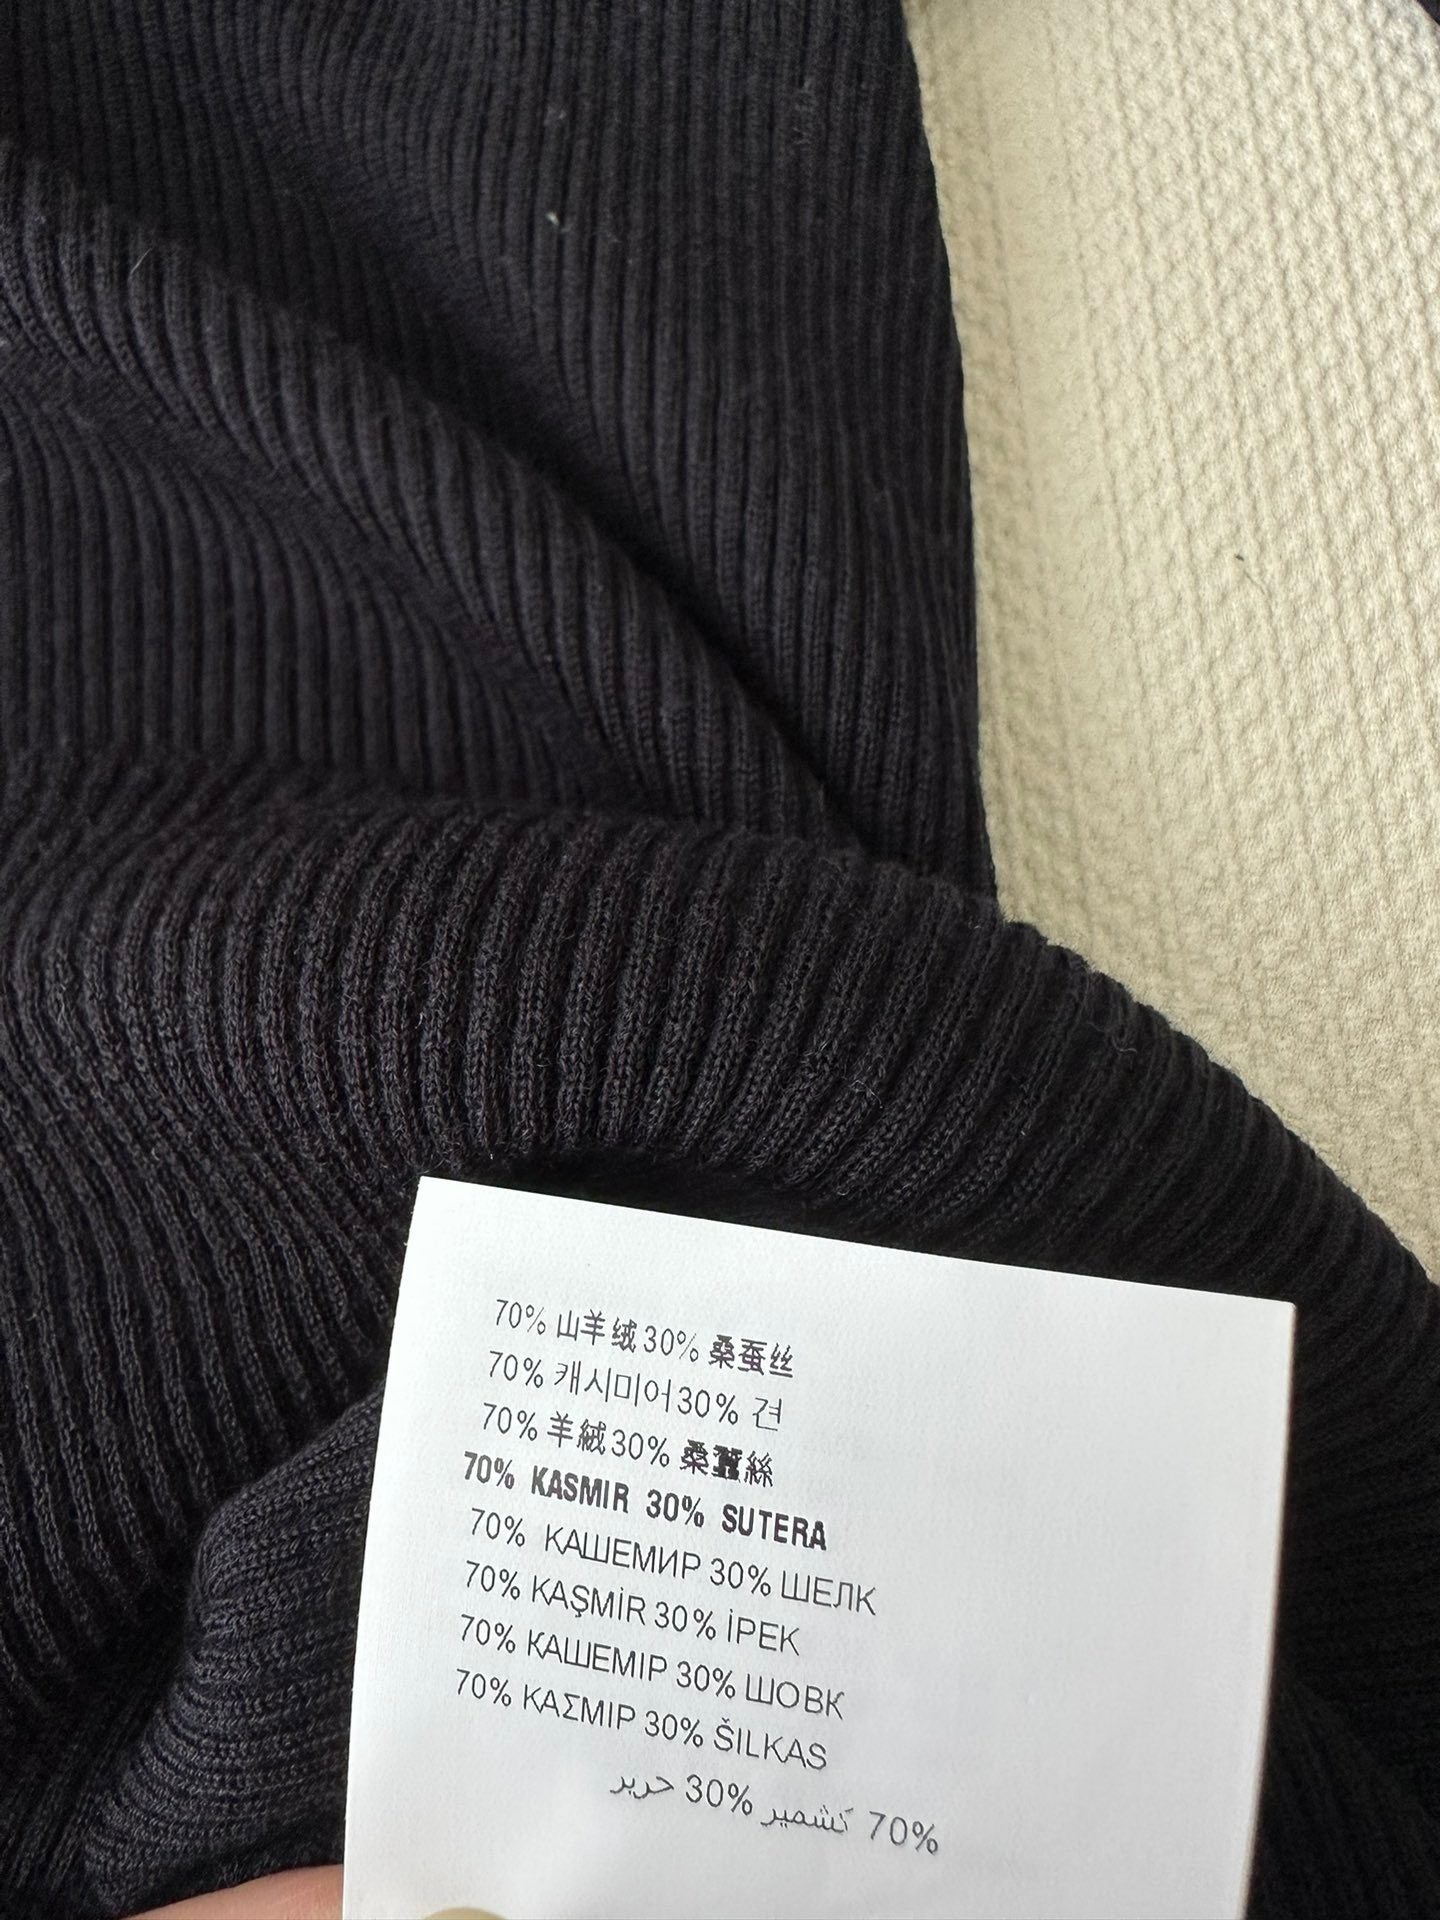 70% 山羊绒30% 桑蚕丝
70% 캐시미어30% 견
70% 羊絨30% 桑蠶絲
70% KASMIR 30% SUTERA
70% КАШЕМИР 30% ШЕЛК
70% KAŞMİR 30% İPEK
70% КАШЕМІР 30% ШОВК
70% ΚΑΣΜΙΡ 30% ŠILKAS
70% كشمير 30% حرير